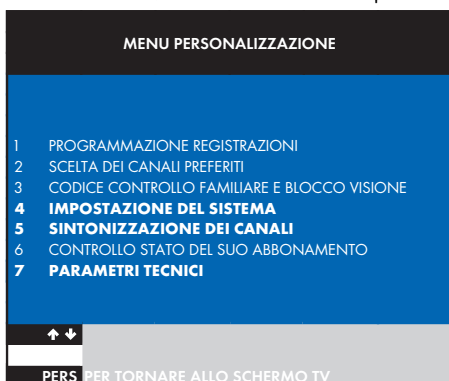 MENU PERSONALIZZAZIONE
1 PROGRAMMAZIONE REGISTRAZIONI
2 SCELTA DEI CANALI PREFERITI
3 CODICE CONTROLLO FAMILIARE E BLOCCO VISIONE
4 IMPOSTAZIONE DEL SISTEMA
5 SINTONIZZAZIONE DEI CANALI
6 CONTROLLO STATO DEL SUO ABBONAMENTO
7 PARAMETRI TECNICI
PERS PER TORNARE ALLO SCHERMO TV